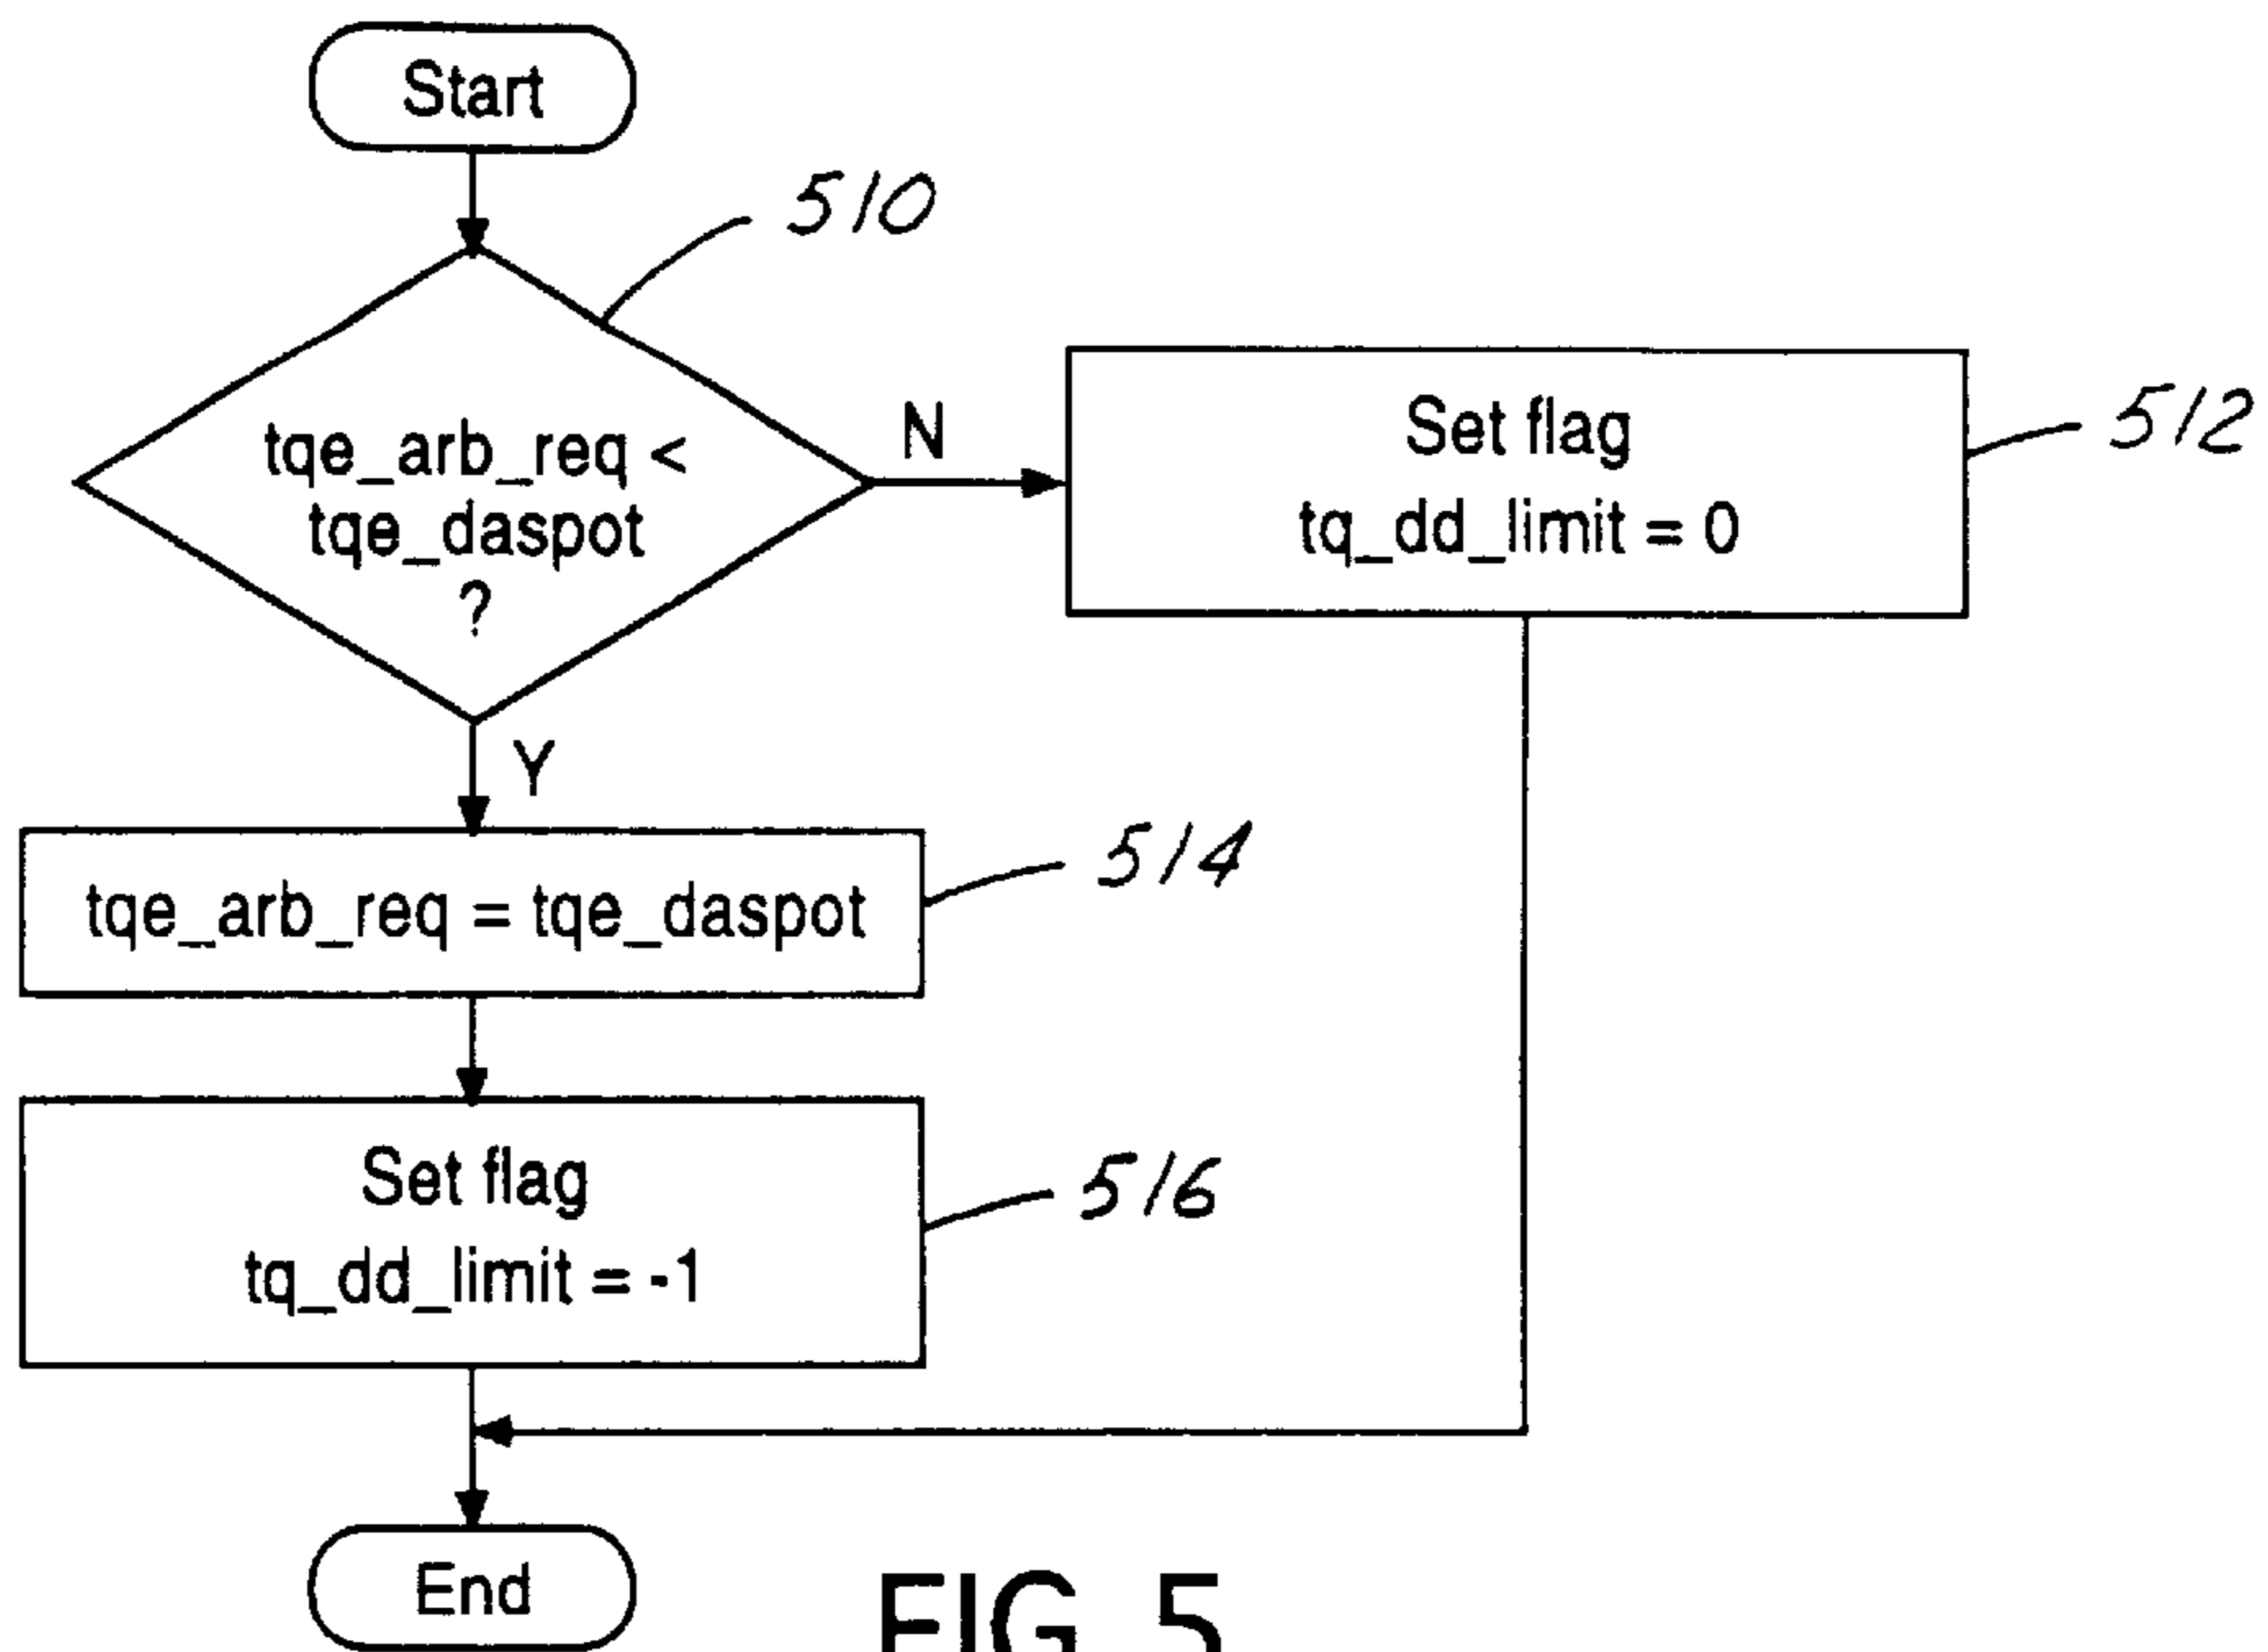 Start
510
tqe_arb_req <
tqe_daspot
?
N
Set flag
tq_dd_limit = 0
512
Y
tqe_arb_req = tqe_daspot
514
Set flag
tq_dd_limit = -1
516
End
FIG. 5